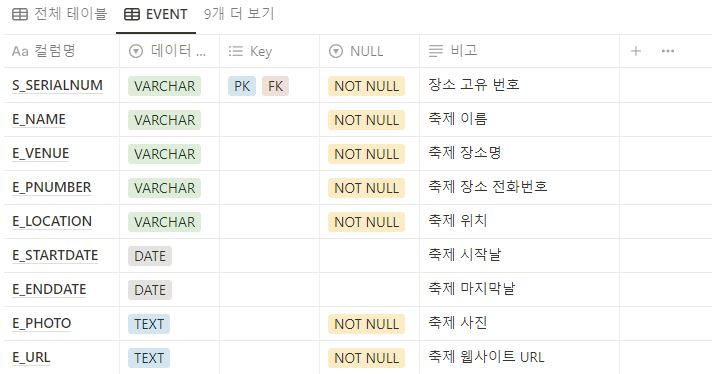 전체 테이블 EVENT 9개 더 보기
Aa 컬럼명 데이터 ... Key NULL 비고
S_SERIALNUM VARCHAR PK FK NOT NULL 장소 고유 번호
E_NAME VARCHAR NOT NULL 축제 이름
E_VENUE VARCHAR NOT NULL 축제 장소명
E_PNUMBER VARCHAR NOT NULL 축제 장소 전화번호
E_LOCATION VARCHAR NOT NULL 축제 위치
E_STARTDATE DATE 축제 시작날
E_ENDDATE DATE 축제 마지막날
E_PHOTO TEXT NOT NULL 축제 사진
E_URL TEXT NOT NULL 축제 웹사이트 URL